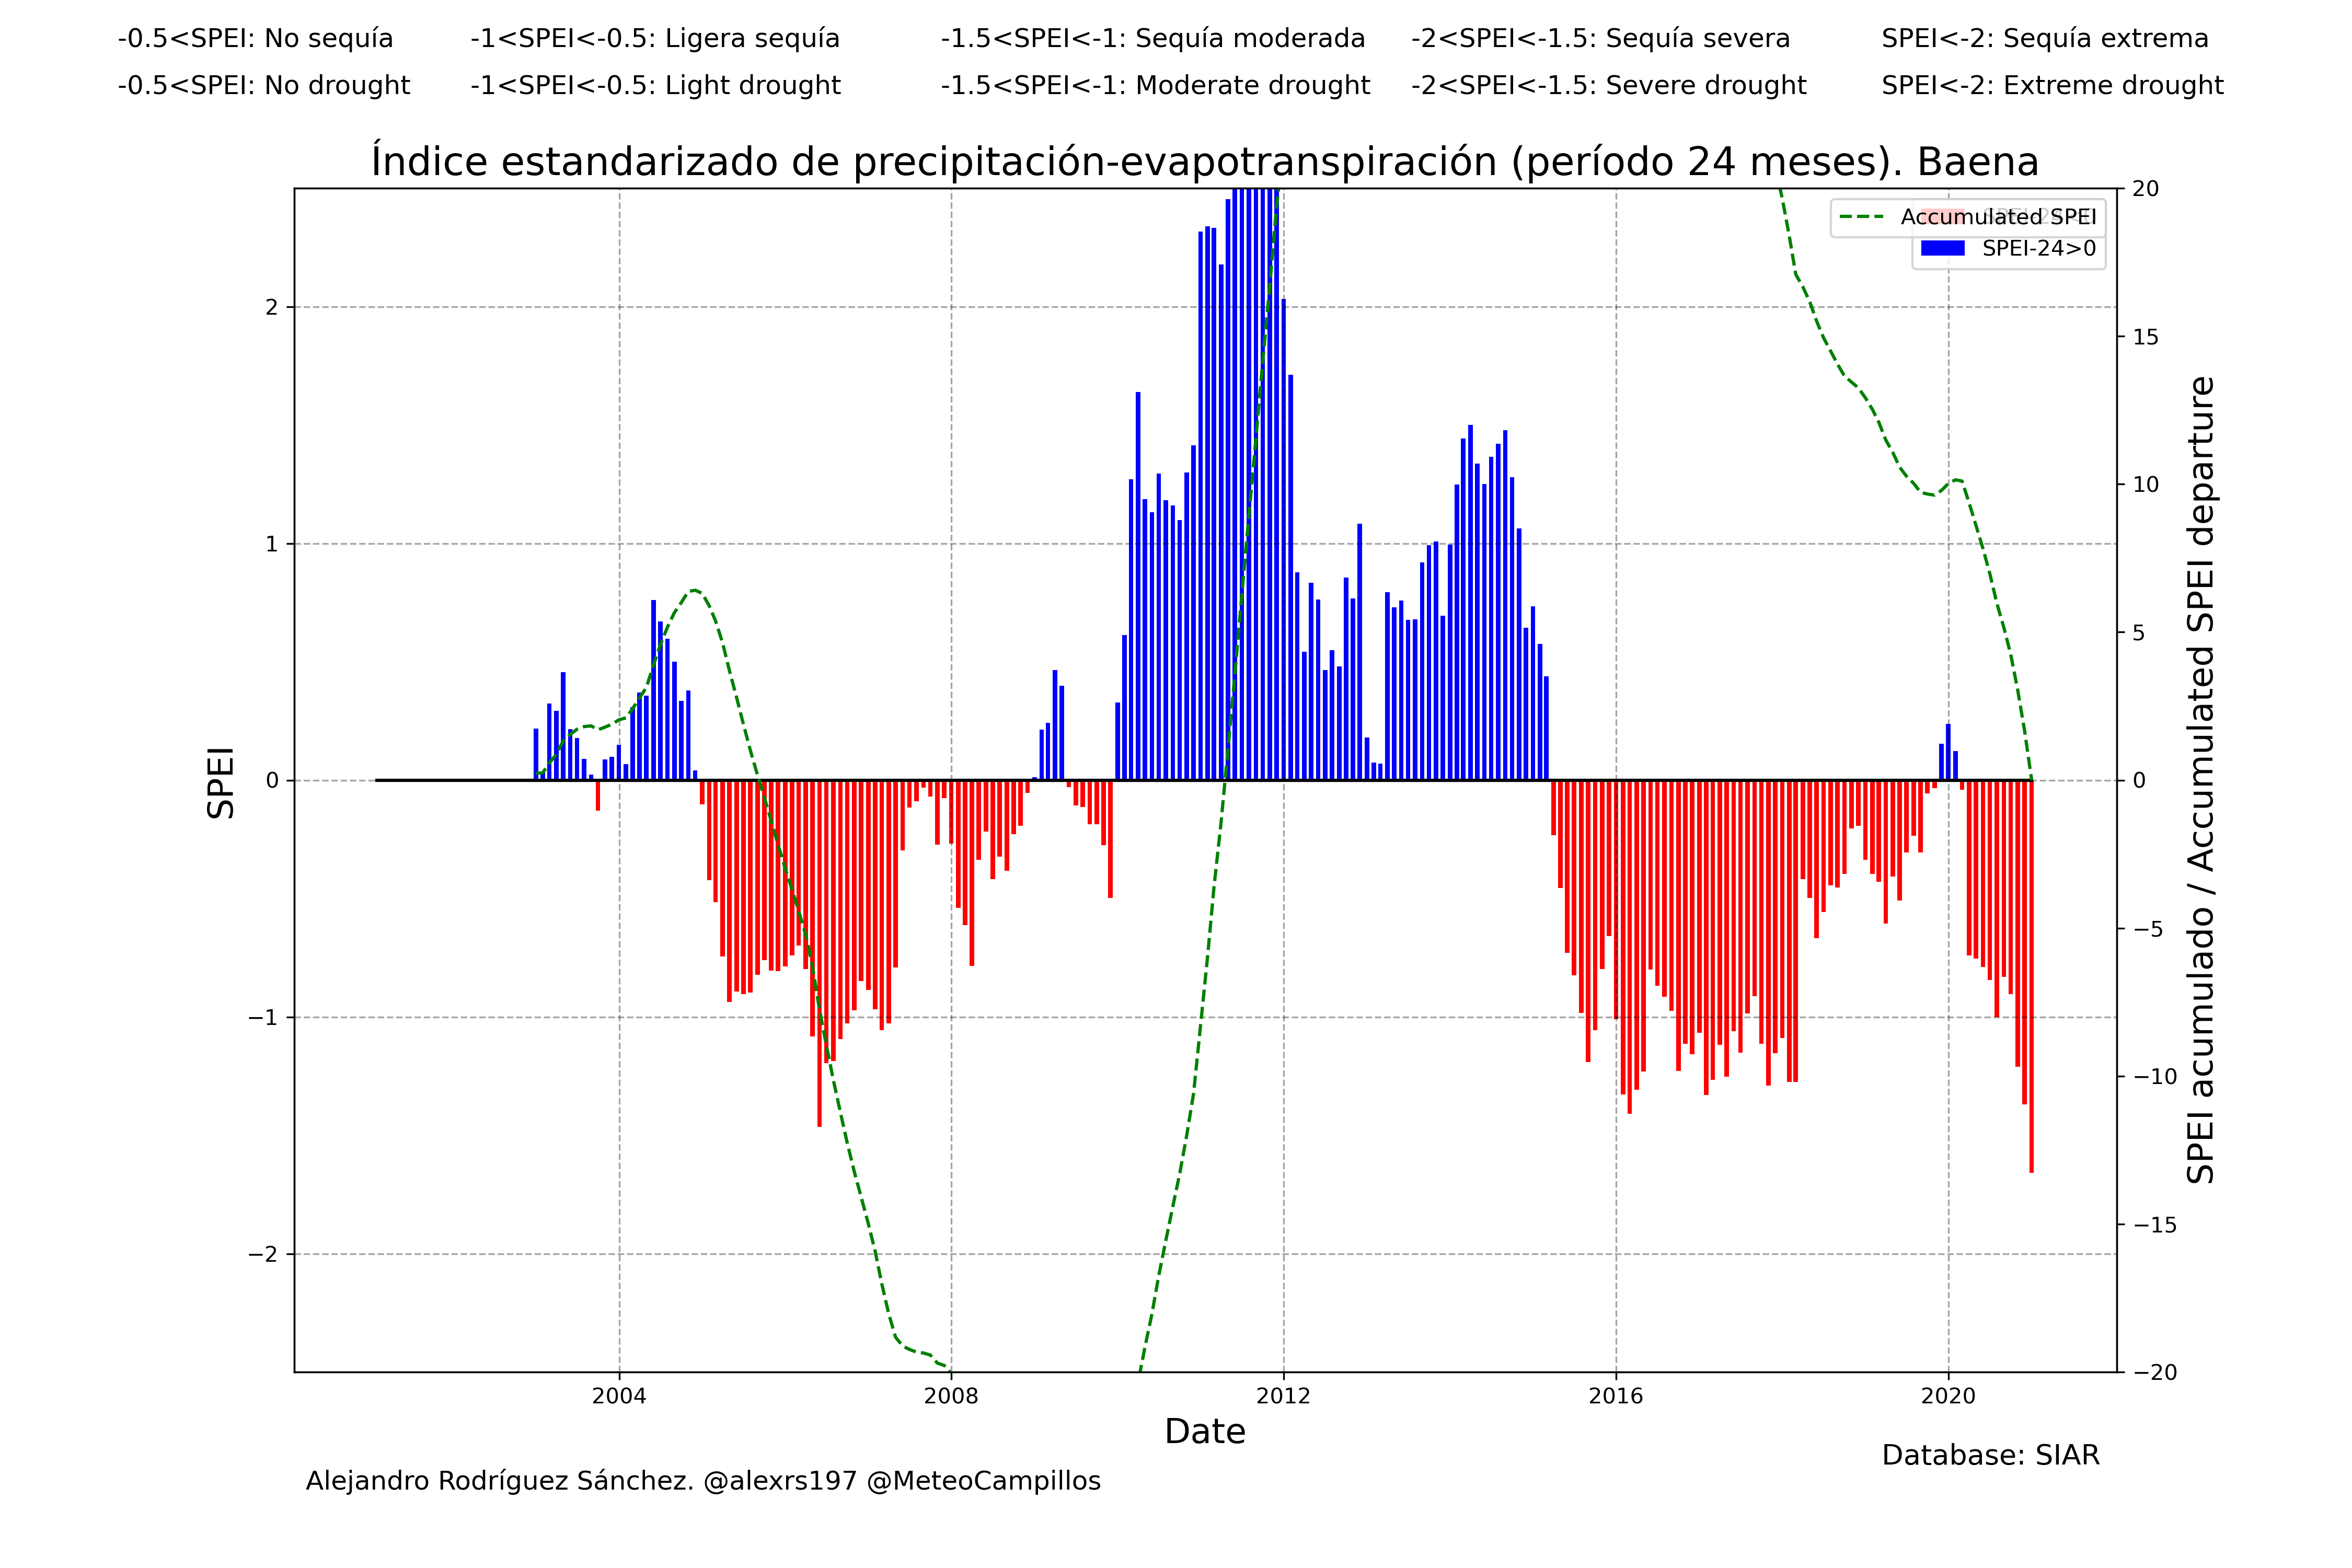 -0.5<SPEI: No sequía -1<SPEI<-0.5: Ligera sequía -1.5<SPEI<-1: Sequía moderada -2<SPEI<-1.5: Sequía severa SPEI<-2: Sequía extrema
-0.5<SPEI: No drought -1<SPEI<-0.5: Light drought -1.5<SPEI<-1: Moderate drought -2<SPEI<-1.5: Severe drought SPEI<-2: Extreme drought
Índice estandarizado de precipitación-evapotranspiración (período 24 meses). Baena
Accumulated SPEI
SPEI-24>0
SPEI
2
1
0
−1
−2
20
15
10
5
0
−5
−10
−15
−20
SPEI acumulado / Accumulated SPEI departure
2004 2008 2012 2016 2020
Date
Database: SIAR
Alejandro Rodríguez Sánchez. @alexrs197 @MeteoCampillos